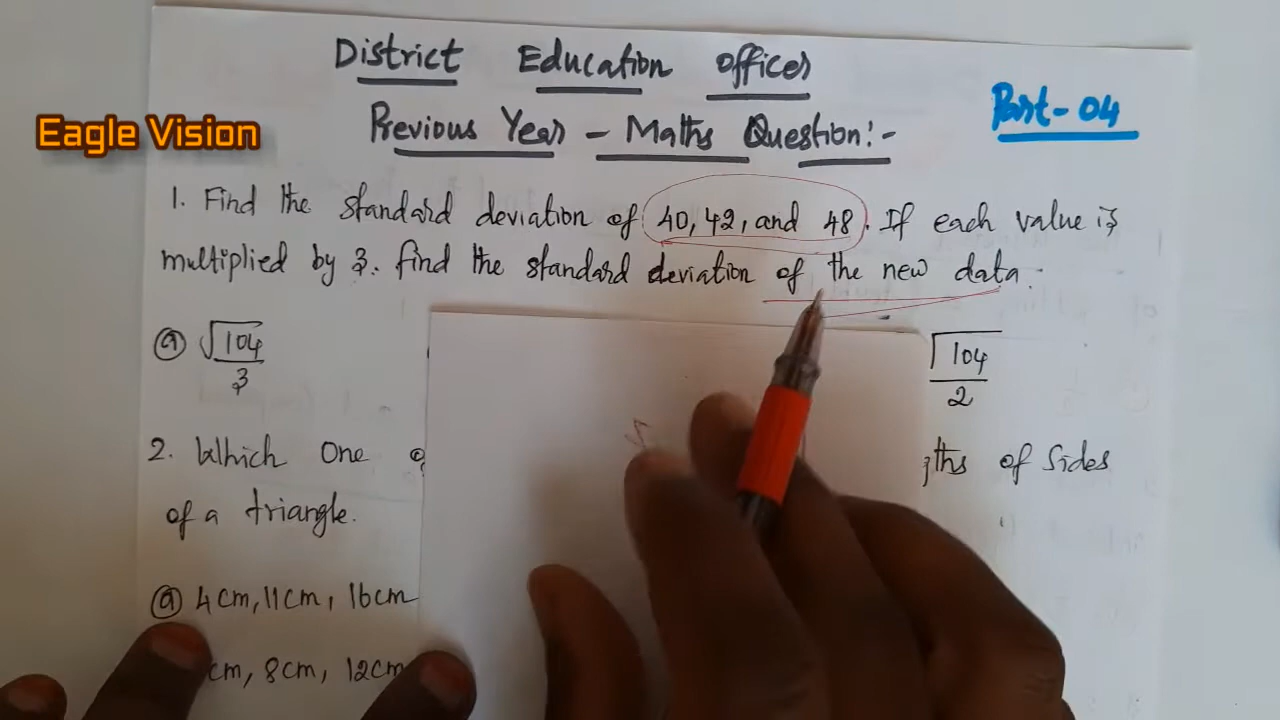 District Education Officer
Part-04
Eagle Vision
Previous Year - Maths Question:-
1. Find the standard deviation of 40, 42, and 48. If each value is
multiplied by 3. find the standard deviation of the new data.
ⓐ √104/3
√104/2
2. Which One
of Sides
of a triangle.
ⓐ 4cm, 11cm, 16cm
cm, 8cm, 12cm